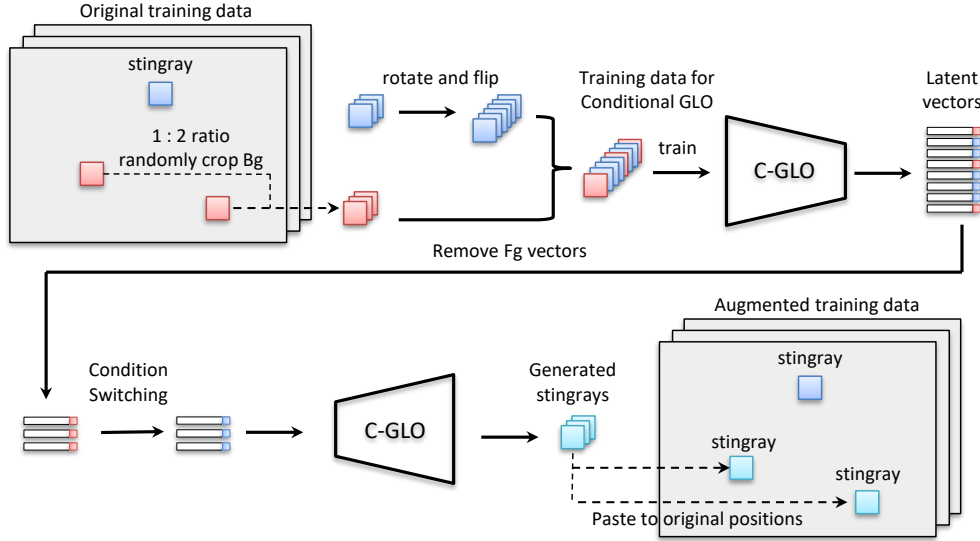 Original training data
stingray
1 : 2 ratio
randomly crop Bg
rotate and flip
Training data for
Conditional GLO
train
C-GLO
Latent
vectors
Remove Fg vectors
Condition
Switching
C-GLO
Generated
stingrays
Augmented training data
stingray
stingray
stingray
Paste to original positions